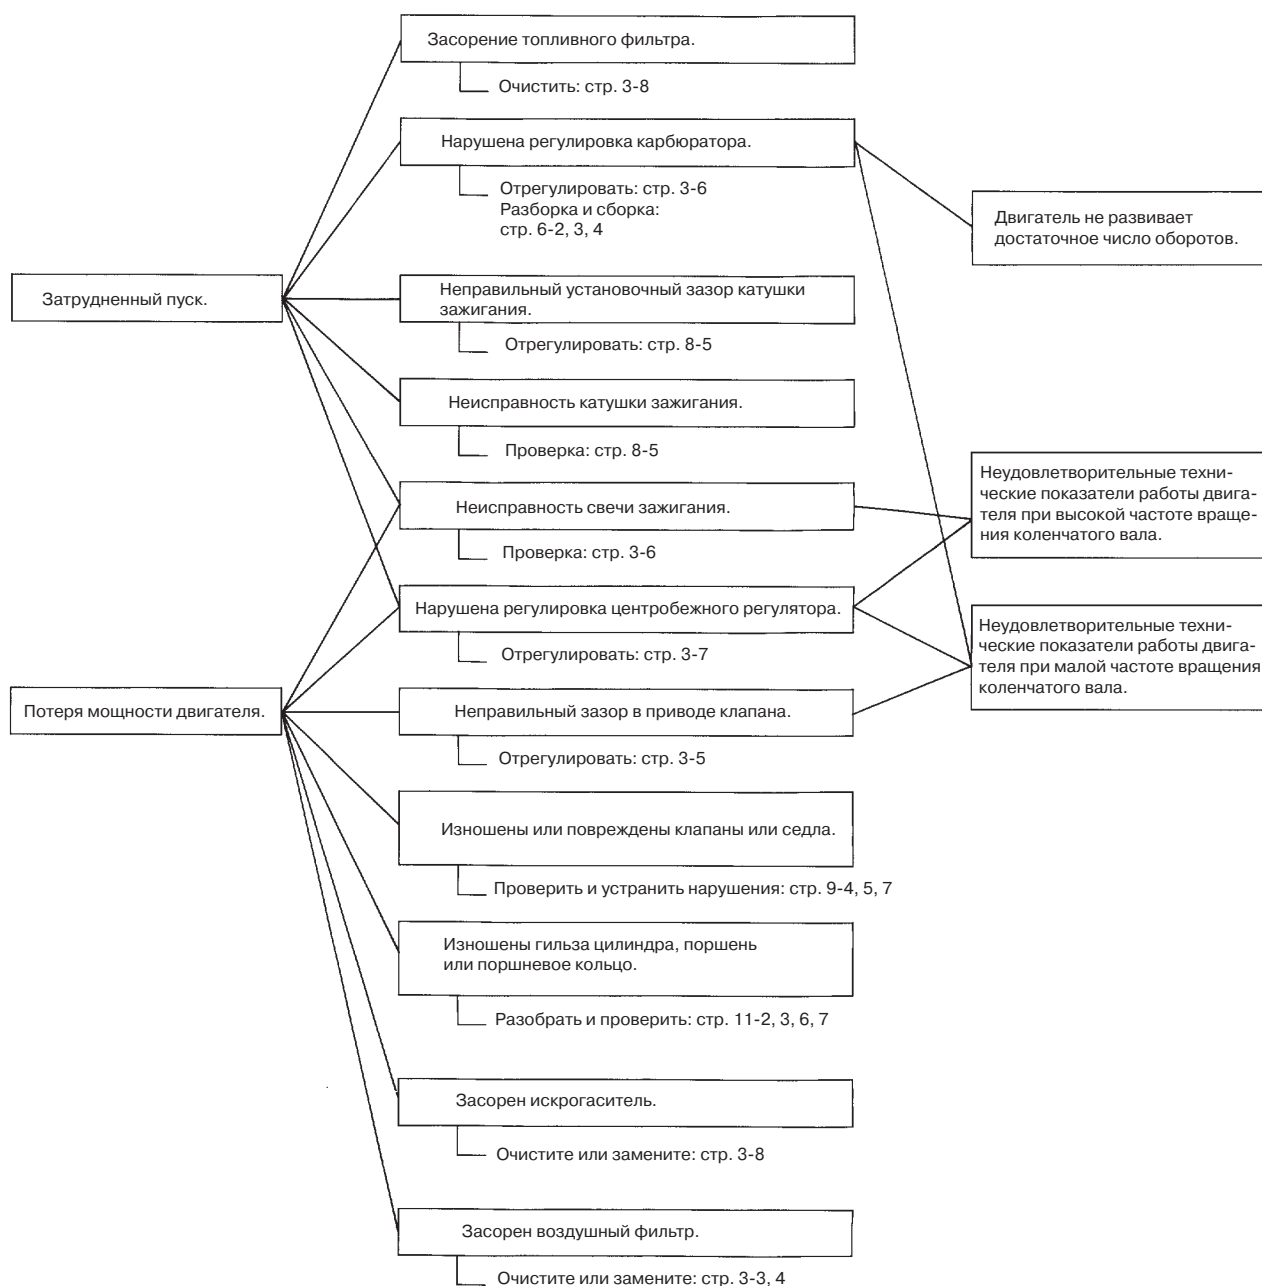 Засорение топливного фильтра.
Очистить: стр. 3-8
Нарушена регулировка карбюратора.
Отрегулировать: стр. 3-6
Разборка и сборка:
стр. 6-2, 3, 4
Двигатель не развивает
достаточное число оборотов.
Затрудненный пуск.
Неправильный установочный зазор катушки
зажигания.
Отрегулировать: стр. 8-5
Неисправность катушки зажигания.
Проверка: стр. 8-5
Неудовлетворительные техни-
ческие показатели работы двига-
теля при высокой частоте враще-
ния коленчатого вала.
Неисправность свечи зажигания.
Проверка: стр. 3-6
Нарушена регулировка центробежного регулятора.
Отрегулировать: стр. 3-7
Неудовлетворительные техни-
ческие показатели работы двига-
теля при малой частоте вращения
коленчатого вала.
Потеря мощности двигателя.
Неправильный зазор в приводе клапана.
Отрегулировать: стр. 3-5
Изношены или повреждены клапаны или седла.
Проверить и устранить нарушения: стр. 9-4, 5, 7
Изношены гильза цилиндра, поршень
или поршневое кольцо.
Разобрать и проверить: стр. 11-2, 3, 6, 7
Засорен искрогаситель.
Очистите или замените: стр. 3-8
Засорен воздушный фильтр.
Очистите или замените: стр. 3-3, 4